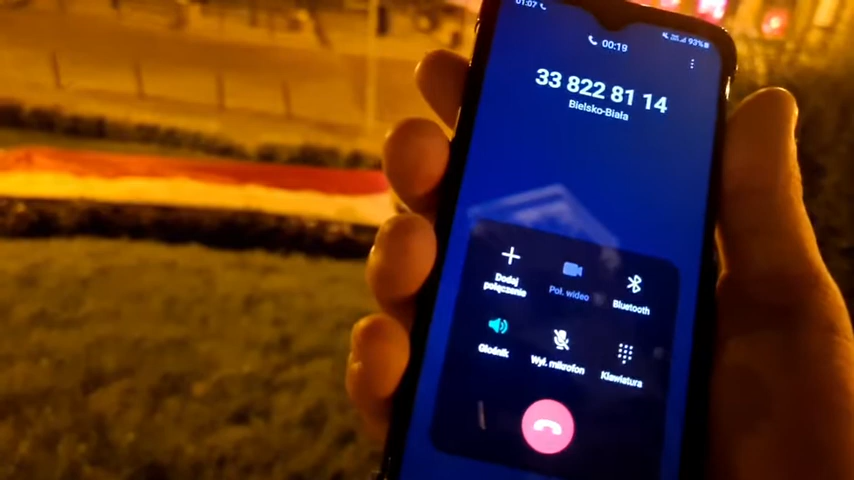 01:07
93%
00:19
33 822 81 14
Bielsko-Biała
Dodaj
połączenie
Poł. wideo
Bluetooth
Głośnik
Wył. mikrofon
Klawiatura